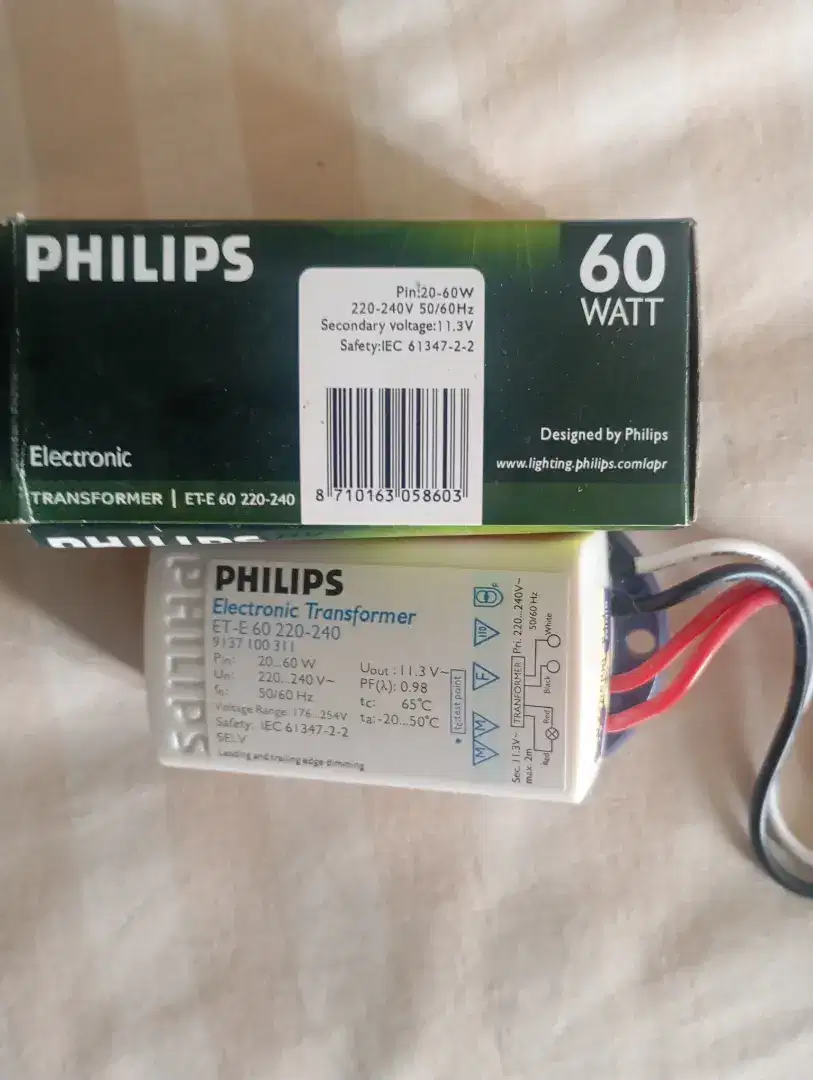 PHILIPS
60
WATT
Pin:20-60W
220-240V 50/60Hz
Secondary voltage:11.3V
Safety:IEC 61347-2-2
8 710163 058603
Designed by Philips
www.lighting.philips.com/apr
Electronic
TRANSFORMER | ET-E 60 220-240
PHILIPS
PHILIPS
PHILIPS
Electronic Transformer
ET-E 60 220-240
9137 100 311
Pin: 20...60 W
Un: 220...240 V~
fn: 50/60 Hz
Voltage Range: 176...254V
Safety: IEC 61347-2-2
SELV
Leading and trailing edge dimming
Uout : 11.3 V~
PF(λ): 0.98
tc: 65°C
ta: -20...50°C
* tc:test point
110
F
M M
Pri. 220...240V~
50/60 Hz
White
Black
TRANFORMER
Red
Red
Sec. 11.3V~
max. 2m